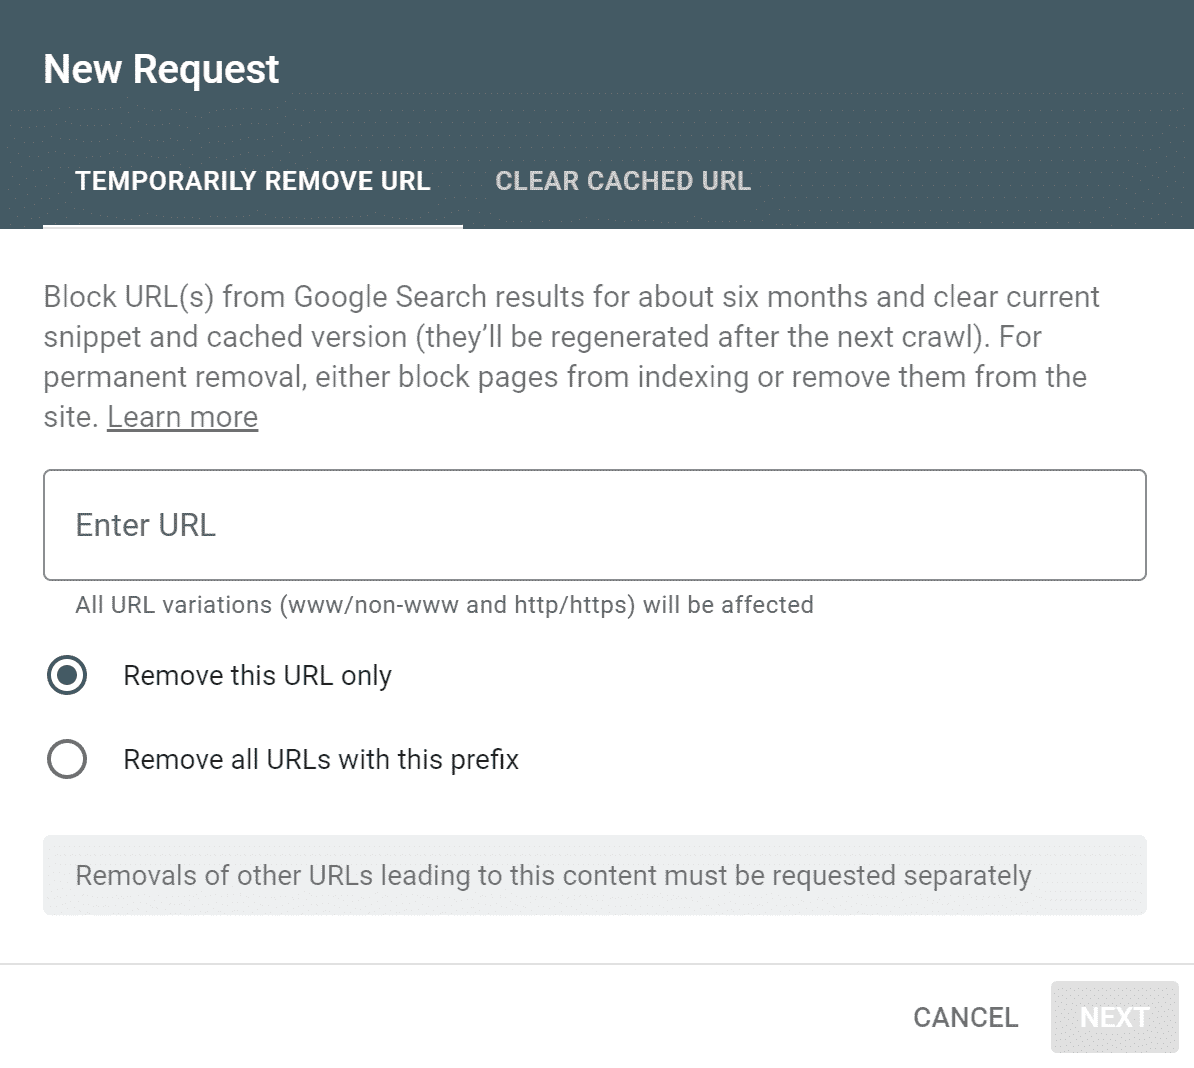 New Request
TEMPORARILY REMOVE URL CLEAR CACHED URL
Block URL(s) from Google Search results for about six months and clear current
snippet and cached version (they’ll be regenerated after the next crawl). For
permanent removal, either block pages from indexing or remove them from the
site. Learn more
Enter URL
All URL variations (www/non-www and http/https) will be affected
Remove this URL only
Remove all URLs with this prefix
Removals of other URLs leading to this content must be requested separately
CANCEL NEXT